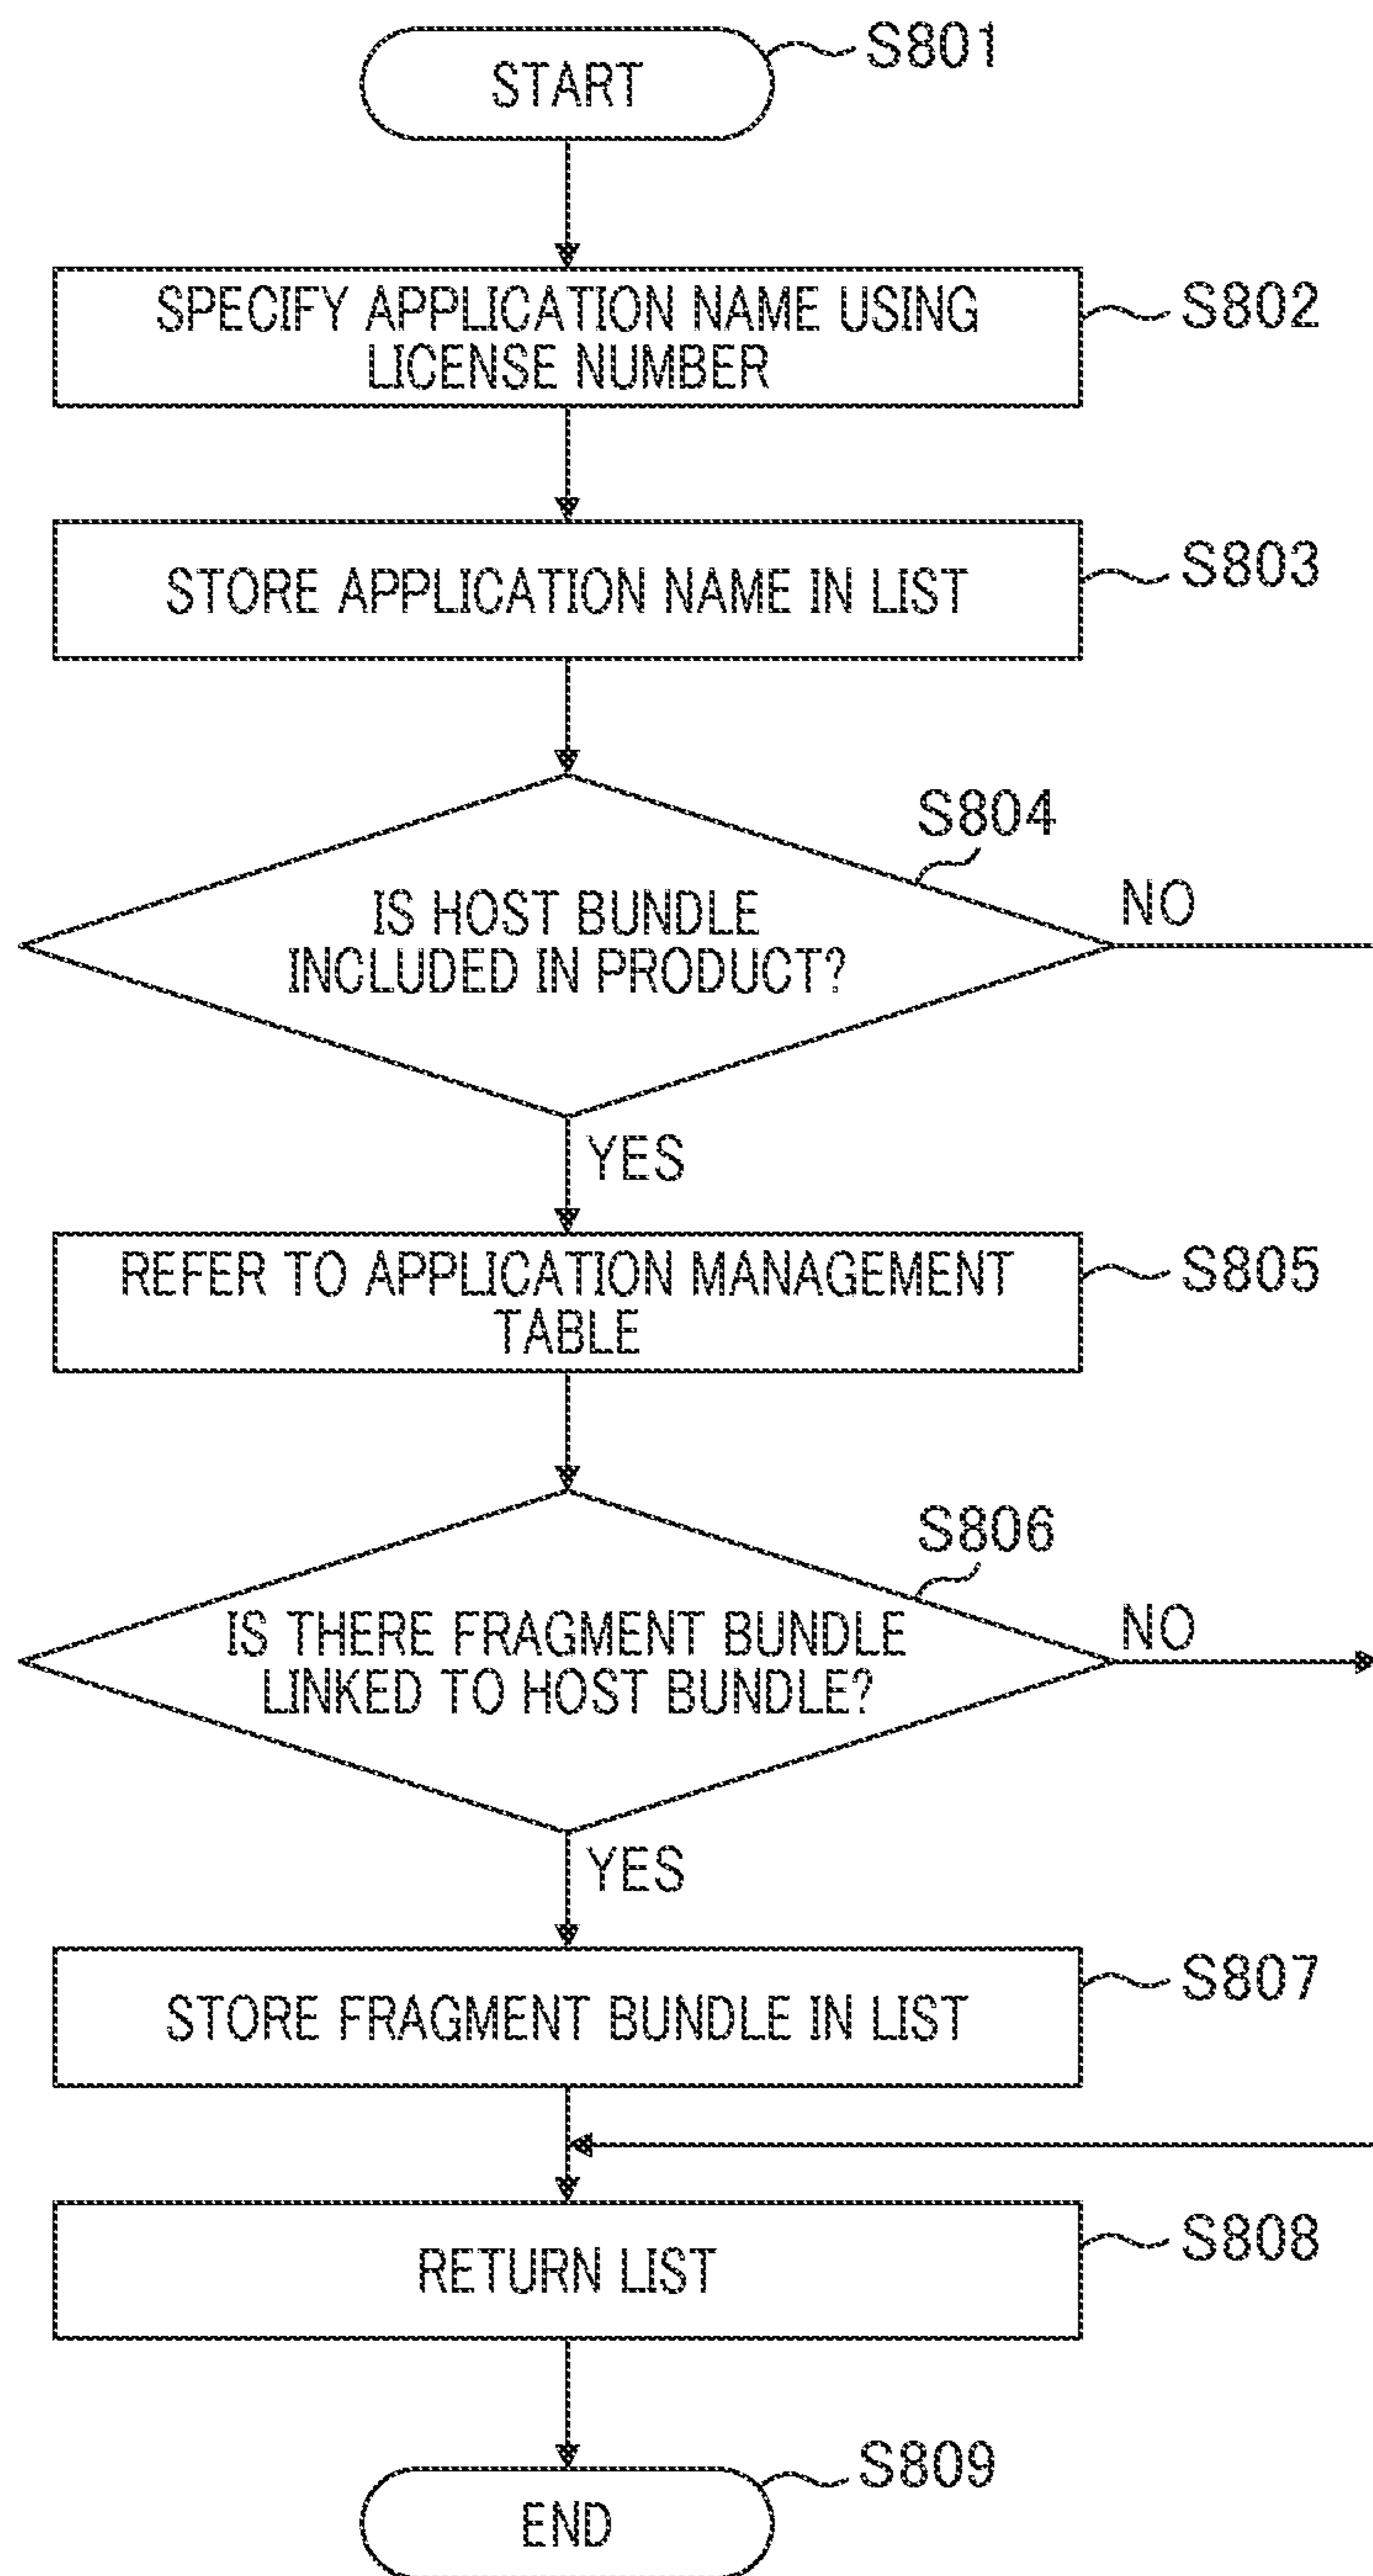 START
S801
SPECIFY APPLICATION NAME USING
LICENSE NUMBER
S802
STORE APPLICATION NAME IN LIST
S803
S804
IS HOST BUNDLE
INCLUDED IN PRODUCT?
NO
YES
REFER TO APPLICATION MANAGEMENT
TABLE
S805
S806
IS THERE FRAGMENT BUNDLE
LINKED TO HOST BUNDLE?
NO
YES
STORE FRAGMENT BUNDLE IN LIST
S807
RETURN LIST
S808
END
S809